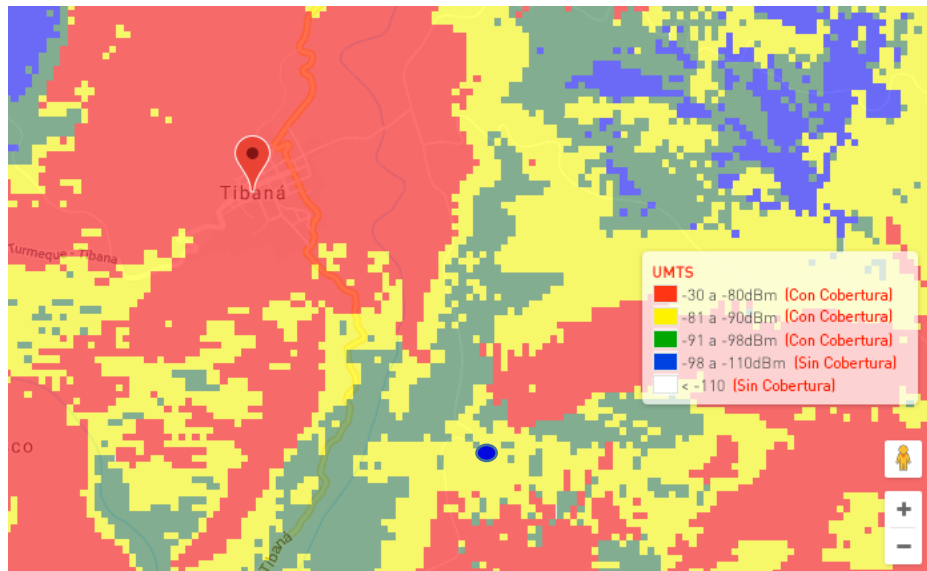 Tibaná
Turmeque - Tibana
UMTS
-30 a -80dBm (Con Cobertura)
-81 a -90dBm (Con Cobertura)
-91 a -98dBm (Con Cobertura)
-98 a -110dBm (Sin Cobertura)
< -110 (Sin Cobertura)
co
Tibaná
+
−